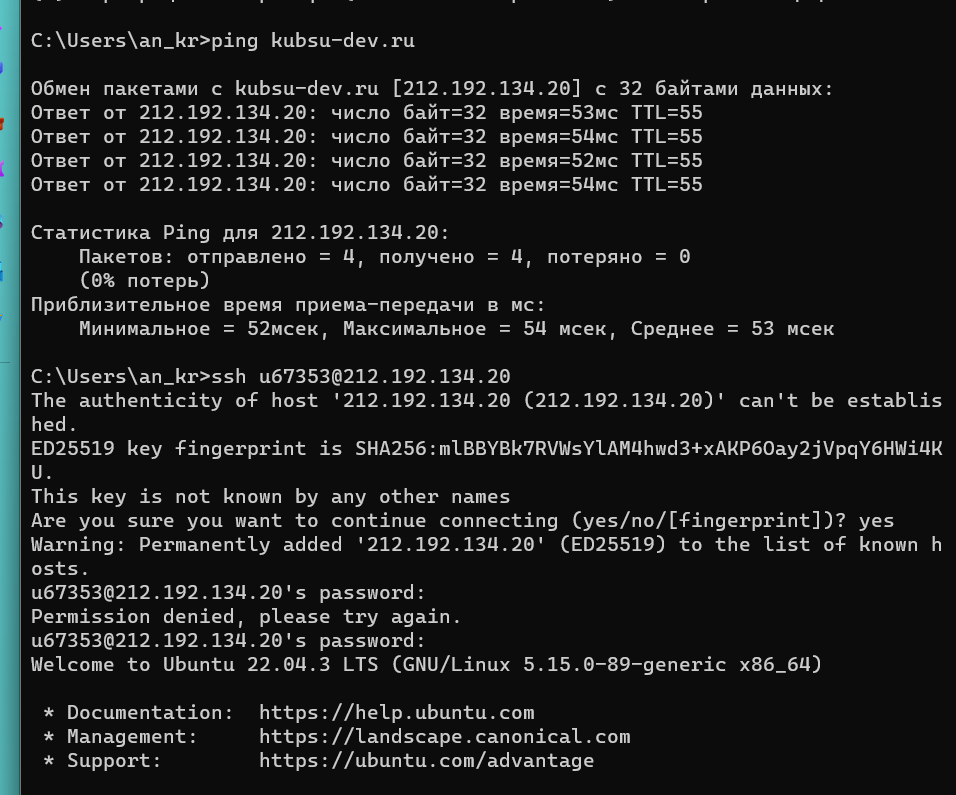 C:\Users\an_kr>ping kubsu-dev.ru
Обмен пакетами с kubsu-dev.ru [212.192.134.20] с 32 байтами данных:
Ответ от 212.192.134.20: число байт=32 время=53мс TTL=55
Ответ от 212.192.134.20: число байт=32 время=54мс TTL=55
Ответ от 212.192.134.20: число байт=32 время=52мс TTL=55
Ответ от 212.192.134.20: число байт=32 время=54мс TTL=55
Статистика Ping для 212.192.134.20:
    Пакетов: отправлено = 4, получено = 4, потеряно = 0
    (0% потерь)
Приблизительное время приема-передачи в мс:
    Минимальное = 52мсек, Максимальное = 54 мсек, Среднее = 53 мсек
C:\Users\an_kr>ssh u67353@212.192.134.20
The authenticity of host '212.192.134.20 (212.192.134.20)' can't be establis
hed.
ED25519 key fingerprint is SHA256:mlBBYBk7RVWsYlAM4hwd3+xAKP6Oay2jVpqY6HWi4K
U.
This key is not known by any other names
Are you sure you want to continue connecting (yes/no/[fingerprint])? yes
Warning: Permanently added '212.192.134.20' (ED25519) to the list of known h
osts.
u67353@212.192.134.20's password:
Permission denied, please try again.
u67353@212.192.134.20's password:
Welcome to Ubuntu 22.04.3 LTS (GNU/Linux 5.15.0-89-generic x86_64)
 * Documentation:  https://help.ubuntu.com
 * Management:     https://landscape.canonical.com
 * Support:        https://ubuntu.com/advantage